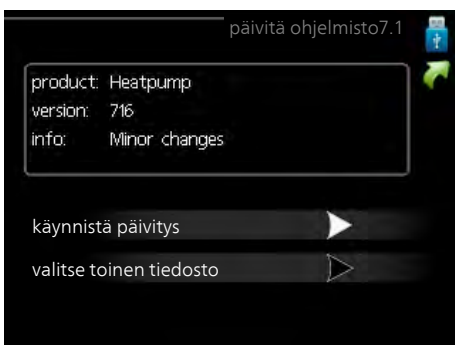 päivitä ohjelmisto7.1
product: Heatpump
version: 716
info: Minor changes
käynnistä päivitys
valitse toinen tiedosto